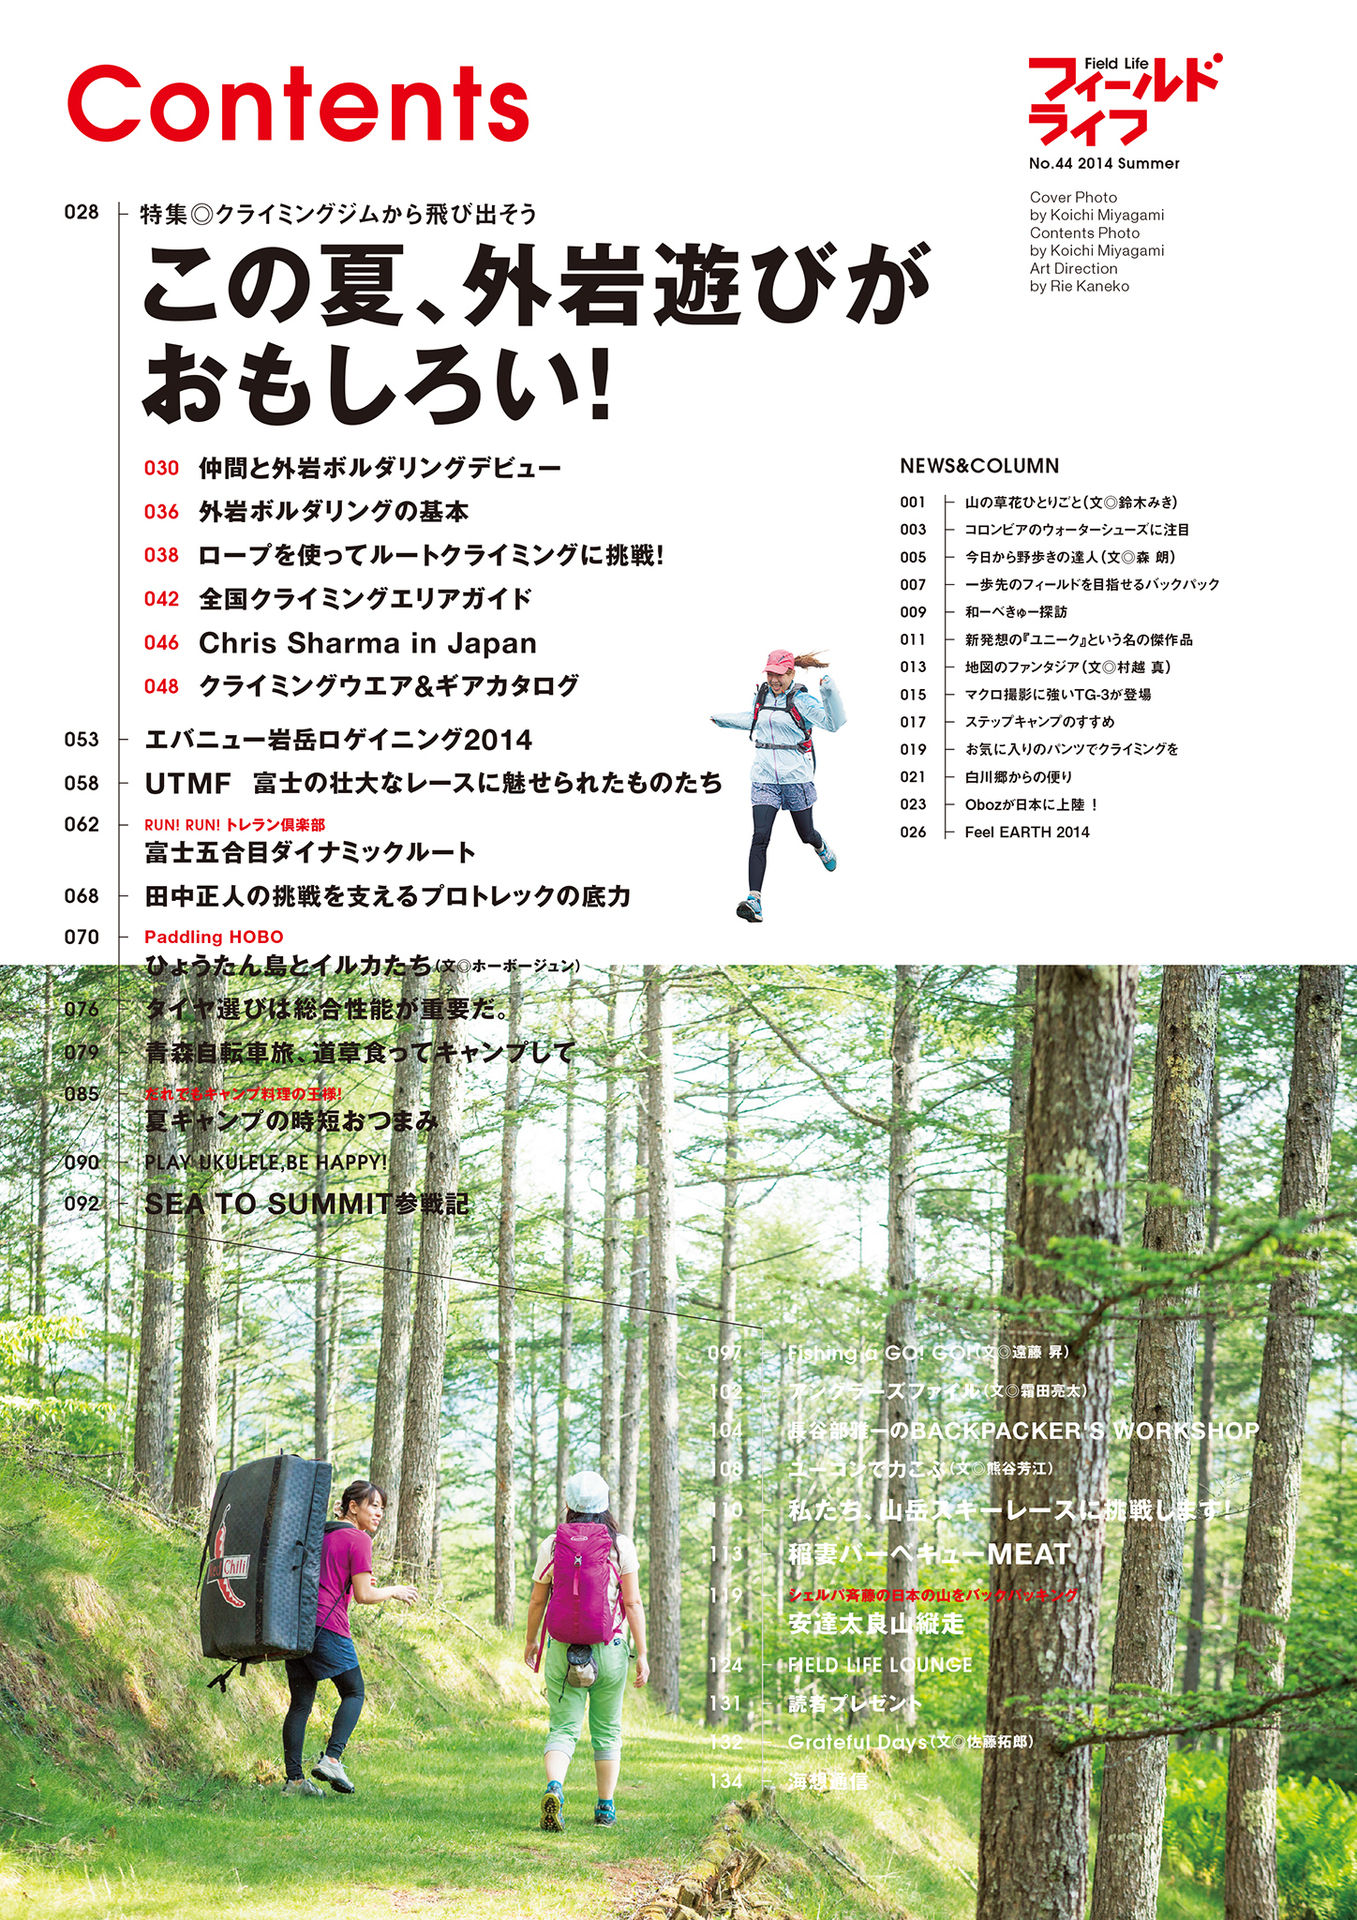 Contents
Field Life
フィールド
ライフ
No.44 2014 Summer
Cover Photo
by Koichi Miyagami
Contents Photo
by Koichi Miyagami
Art Direction
by Rie Kaneko
028 特集◎クライミングジムから飛び出そう
この夏、外岩遊びが
おもしろい!
030 仲間と外岩ボルダリングデビュー
036 外岩ボルダリングの基本
038 ロープを使ってルートクライミングに挑戦!
042 全国クライミングエリアガイド
046 Chris Sharma in Japan
048 クライミングウエア&ギアカタログ
053 エバニュー岩岳ロゲイニング2014
058 UTMF 富士の壮大なレースに魅せられたものたち
062 RUN! RUN! トレラン倶楽部
富士五合目ダイナミックルート
068 田中正人の挑戦を支えるプロトレックの底力
070 Paddling HOBO
ひょうたん島とイルカたち(文◎ホーボージュン)
076 タイヤ選びは総合性能が重要だ。
079 青森自転車旅、道草食ってキャンプして
085 だれでもキャンプ料理の王様!
夏キャンプの時短おつまみ
090 PLAY UKULELE,BE HAPPY!
092 SEA TO SUMMIT参戦記
NEWS&COLUMN
001 山の草花ひとりごと(文◎鈴木みき)
003 コロンビアのウォーターシューズに注目
005 今日から野歩きの達人(文◎森 朗)
007 一歩先のフィールドを目指せるバックパック
009 和ーべきゅー探訪
011 新発想の『ユニーク』という名の傑作品
013 地図のファンタジア(文◎村越 真)
015 マクロ撮影に強いTG-3が登場
017 ステップキャンプのすすめ
019 お気に入りのパンツでクライミングを
021 白川郷からの便り
023 Obozが日本に上陸!
026 Feel EARTH 2014
097 Fishing a GO! GO!(文◎遠藤 昇)
102 アングラーズファイル(文◎霜田亮太)
104 長谷部雅一のBACKPACKER'S WORKSHOP
108 ユーコンで力こぶ(文◎熊谷芳江)
110 私たち、山岳スキーレースに挑戦します!
113 稲妻バーベキューMEAT
119 シェルパ斉藤の日本の山をバックパッキング
安達太良山縦走
124 FIELD LIFE LOUNGE
131 読者プレゼント
132 Grateful Days(文◎佐藤拓郎)
134 海想通信
Chili